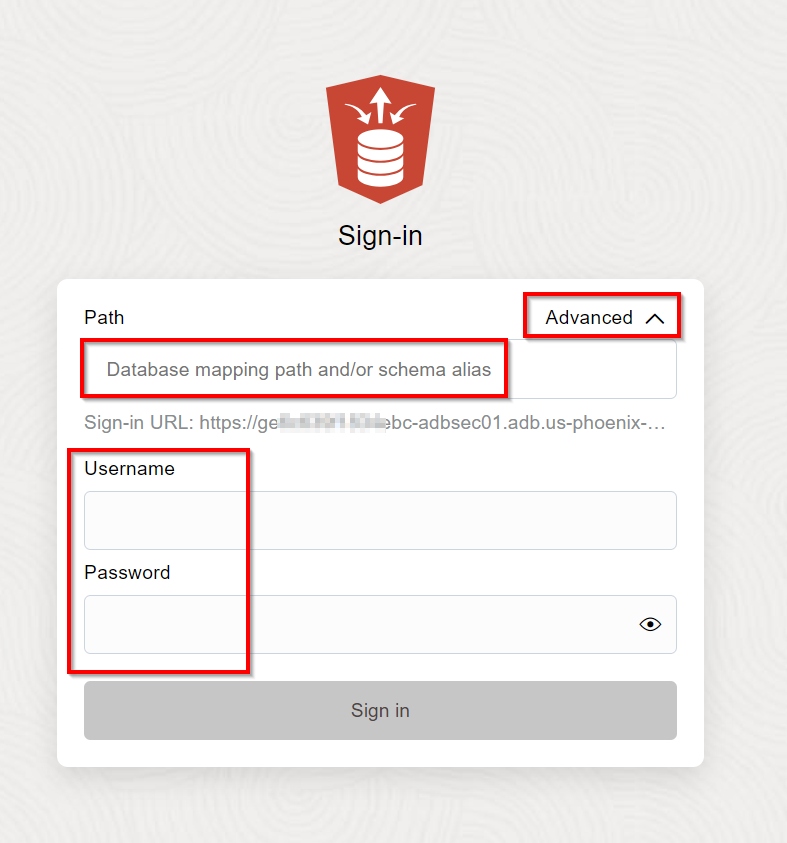 Sign-in
Path
Advanced
Database mapping path and/or schema alias
Sign-in URL: https://ge ebc-adbsec01.adb.us-phoenix-...
Username
Password
Sign in